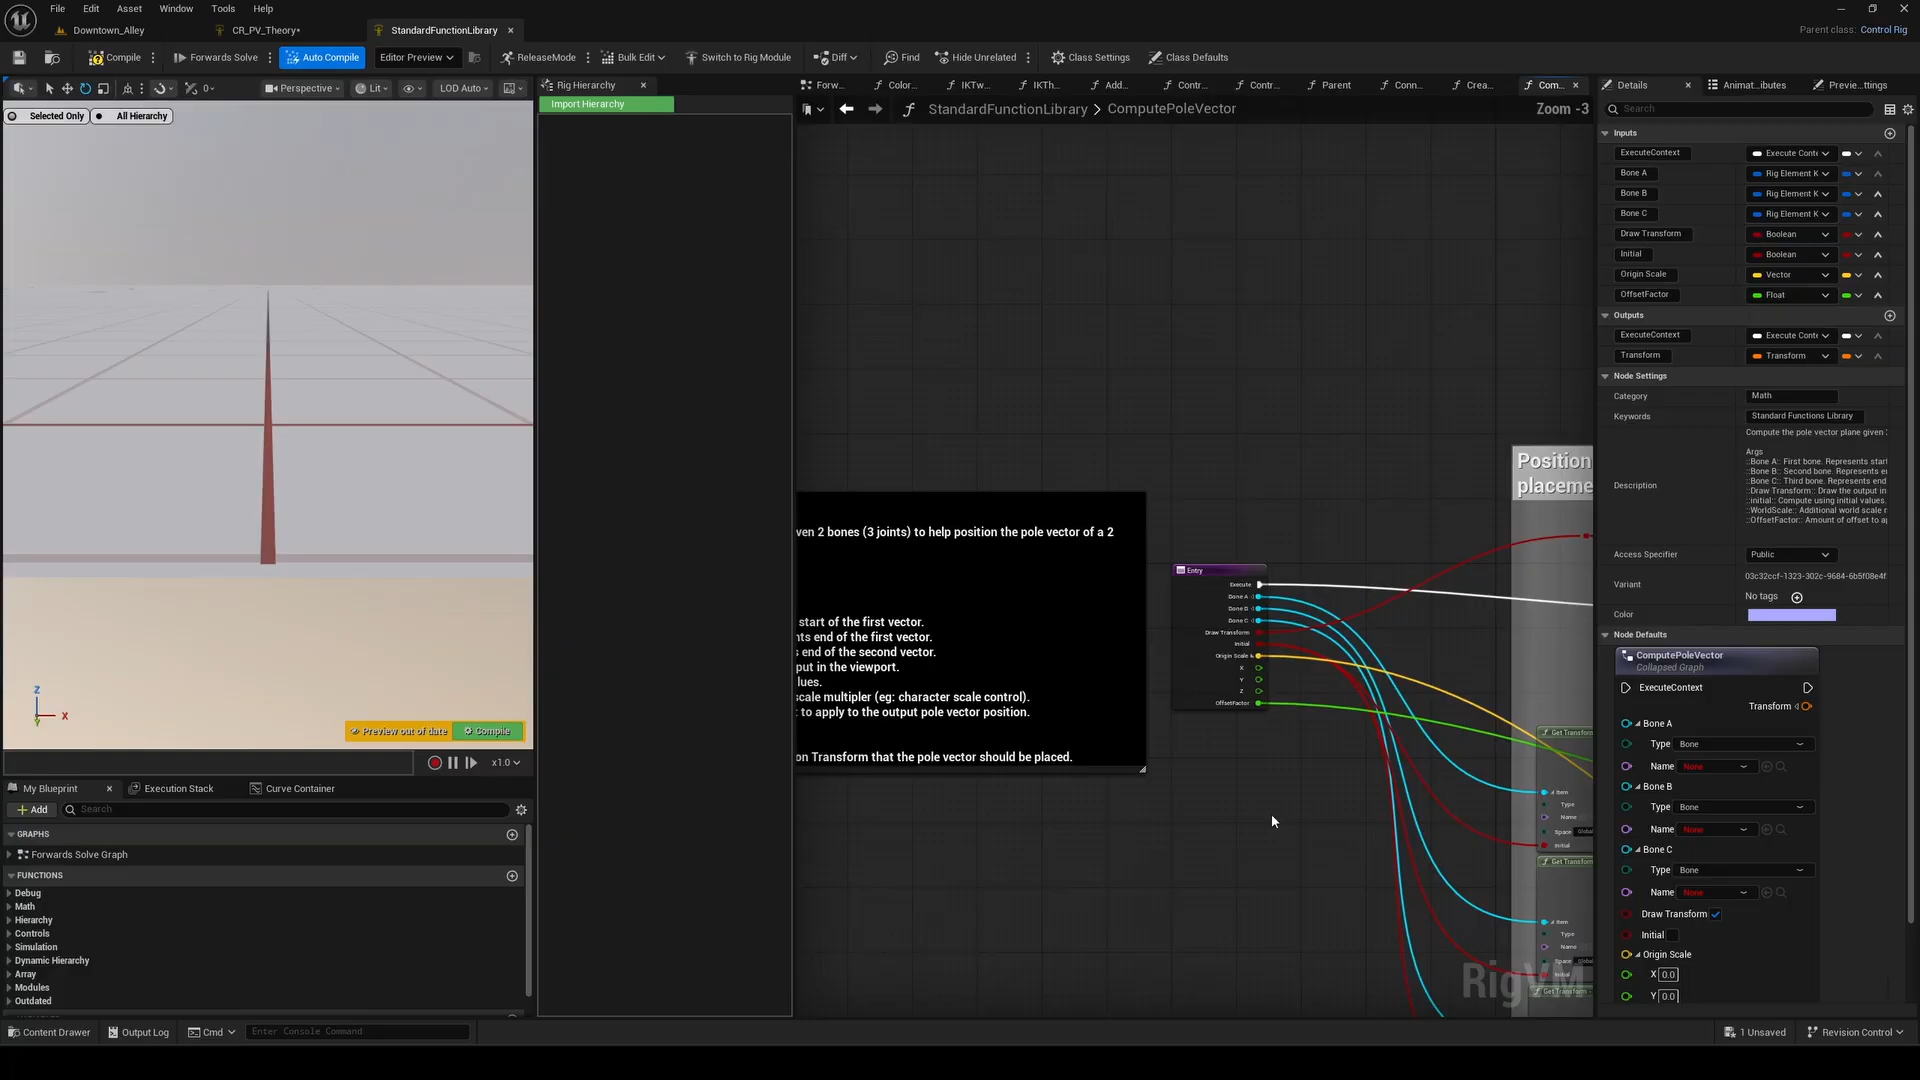 File Edit Asset Window Tools Help
Downtown_Alley
CR_PV_Theory*
StandardFunctionLibrary
Parent class: Control Rig
Compile
Forwards Solve
Auto Compile
Editor Preview
ReleaseMode
Bulk Edit
Switch to Rig Module
Diff
Find
Hide Unrelated
Class Settings
Class Defaults
Perspective
Lit
LOD Auto
Selected Only
All Hierarchy
Rig Hierarchy
Import Hierarchy
Forw...
Color...
IKTw...
IKTh...
Add...
Contr...
Contr...
Parent
Conn...
Crea...
Com...
StandardFunctionLibrary > ComputePoleVector
Zoom -3
ven 2 bones (3 joints) to help position the pole vector of a 2
start of the first vector.
nts end of the first vector.
s end of the second vector.
put in the viewport.
lues.
scale multiplier (eg: character scale control).
t to apply to the output pole vector position.
on Transform that the pole vector should be placed.
Entry
Execute
Bone A
Bone B
Bone C
Draw Transform
Initial
Origin Scale
X
Y
Z
OffsetFactor
Position
placeme
Get Transform
Item
Type
Name
Space Global
Initial
Get Transform
Item
Type
Name
Space Global
Initial
Get Transform
RigVM
Z
X
Y
Preview out of date
Compile
x1.0
My Blueprint
Execution Stack
Curve Container
Add
Search
GRAPHS
Forwards Solve Graph
FUNCTIONS
Debug
Math
Hierarchy
Controls
Simulation
Dynamic Hierarchy
Array
Modules
Outdated
Details
Animat...ibutes
Previe...ttings
Search
Inputs
ExecuteContext Execute Conte
Bone A Rig Element K
Bone B Rig Element K
Bone C Rig Element K
Draw Transform Boolean
Initial Boolean
Origin Scale Vector
OffsetFactor Float
Outputs
ExecuteContext Execute Conte
Transform Transform
Node Settings
Category Math
Keywords Standard Functions Library
Compute the pole vector plane given
Args
::Bone A:: First bone. Represents star
::Bone B:: Second bone. Represents e
Description
::Bone C:: Third bone. Represents end
::Draw Transform:: Draw the output in
::initial:: Compute using initial values.
::WorldScale:: Additional world scale
::OffsetFactor:: Amount of offset to a
Access Specifier Public
Variant 03c32ccf-1323-302c-9684-6b5f08e4f
No tags
Color
Node Defaults
ComputePoleVector
Collapsed Graph
ExecuteContext
Transform
Bone A
Type Bone
Name None
Bone B
Type Bone
Name None
Bone C
Type Bone
Name None
Draw Transform
Initial
Origin Scale
X 0.0
Y 0.0
Content Drawer
Output Log
Cmd
Enter Console Command
1 Unsaved
Revision Control